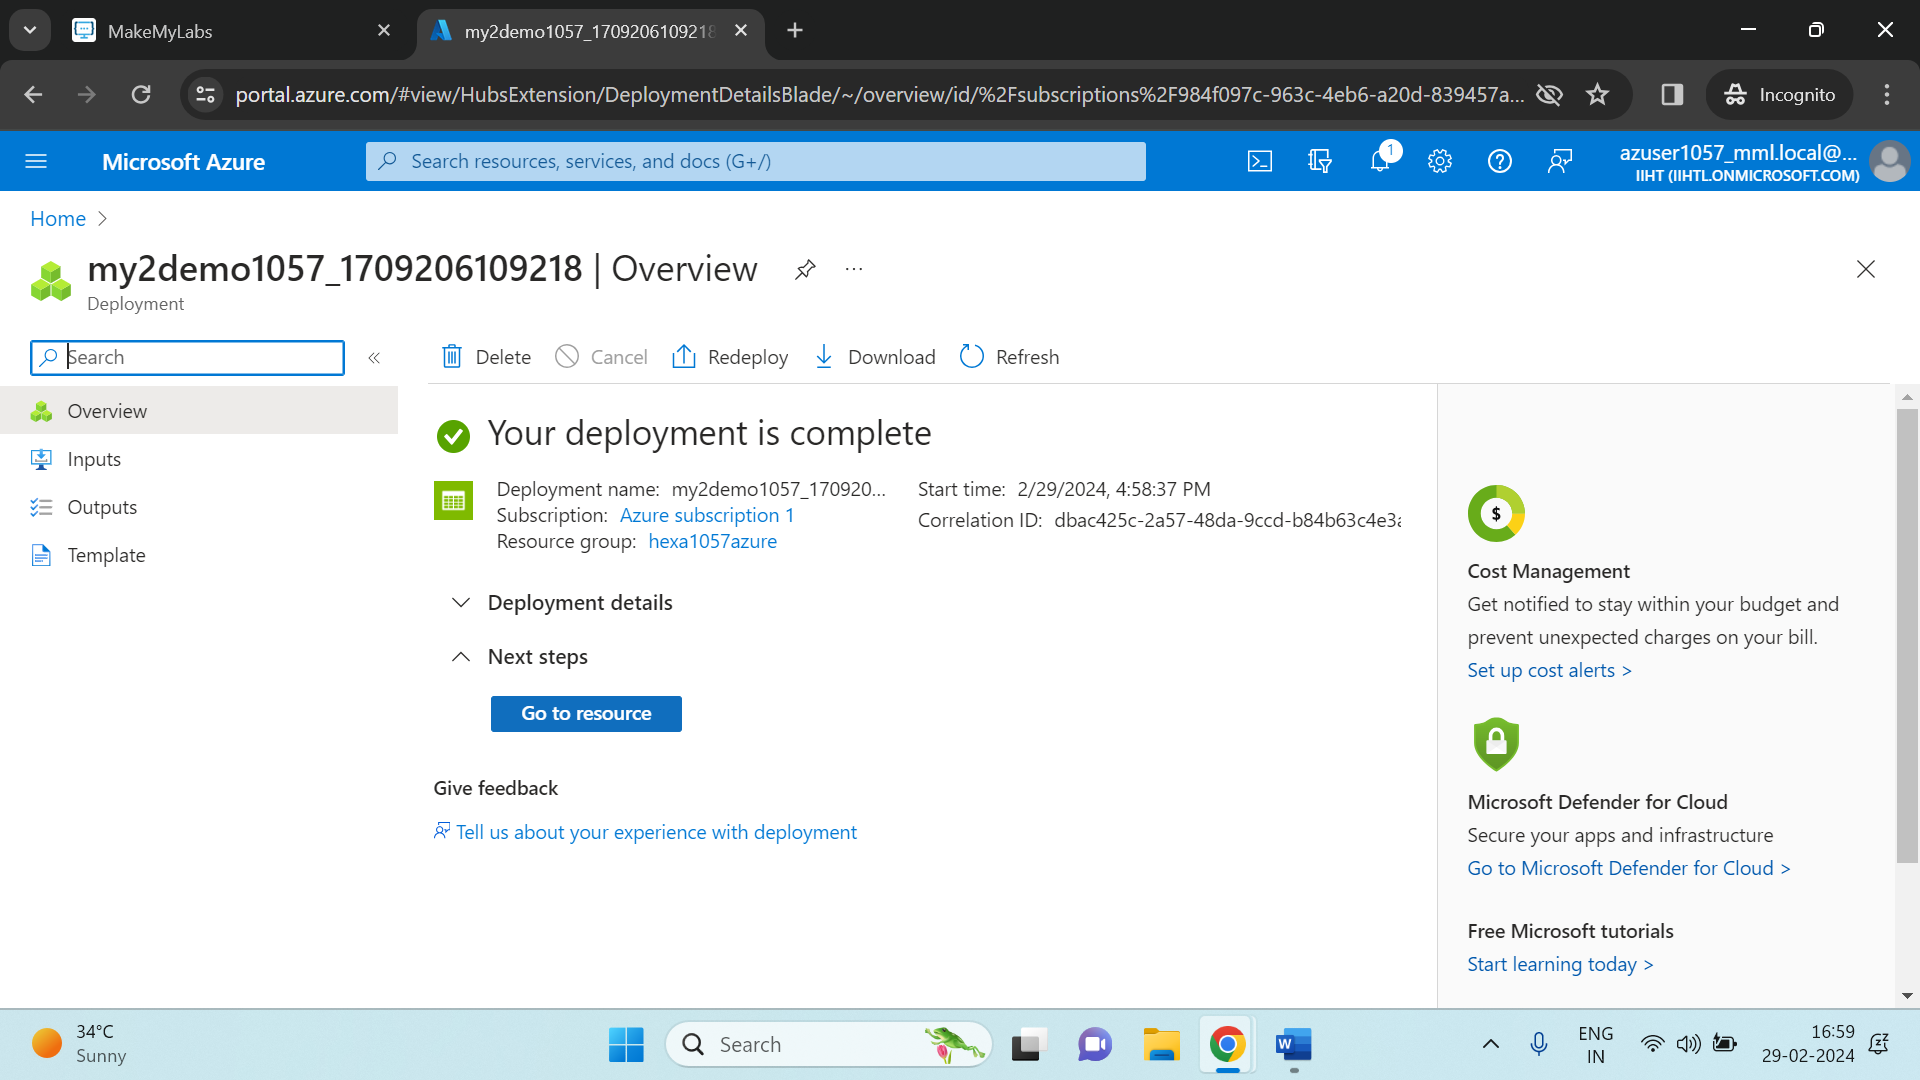 MakeMyLabs
my2demo1057_1709206109218
portal.azure.com/#view/HubsExtension/DeploymentDetailsBlade/~/overview/id/%2Fsubscriptions%2F984f097c-963c-4eb6-a20d-839457a...
Incognito
Microsoft Azure
Search resources, services, and docs (G+/)
1
azuser1057_mml.local@...
IIHT (IIHTL.ONMICROSOFT.COM)
Home
my2demo1057_1709206109218 | Overview
Deployment
Search
Delete
Cancel
Redeploy
Download
Refresh
Overview
Inputs
Outputs
Template
Your deployment is complete
Deployment name: my2demo1057_170920...
Subscription: Azure subscription 1
Resource group: hexa1057azure
Start time: 2/29/2024, 4:58:37 PM
Correlation ID: dbac425c-2a57-48da-9ccd-b84b63c4e3a
Deployment details
Next steps
Go to resource
Give feedback
Tell us about your experience with deployment
$
Cost Management
Get notified to stay within your budget and
prevent unexpected charges on your bill.
Set up cost alerts >
Microsoft Defender for Cloud
Secure your apps and infrastructure
Go to Microsoft Defender for Cloud >
Free Microsoft tutorials
Start learning today >
34°C
Sunny
Search
W
ENG
IN
16:59
29-02-2024